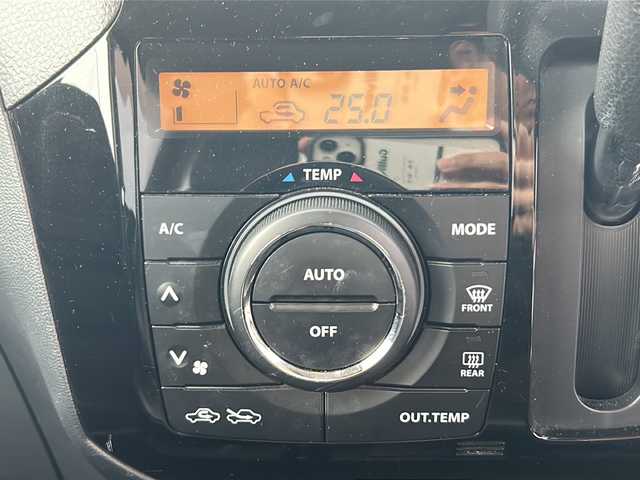 AUTO A/C
25.0
TEMP
A/C
MODE
AUTO
OFF
FRONT
REAR
OUT.TEMP